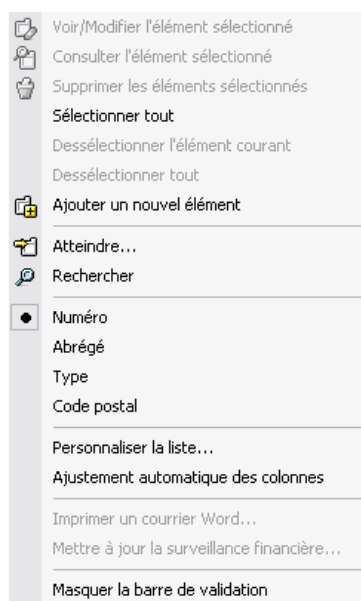 Voir/Modifier l'élément sélectionné
Consulter l'élément sélectionné
Supprimer les éléments sélectionnés
Sélectionner tout
Dessélectionner l'élément courant
Dessélectionner tout
Ajouter un nouvel élément
Atteindre...
Rechercher
Numéro
Abrégé
Type
Code postal
Personnaliser la liste...
Ajustement automatique des colonnes
Imprimer un courrier Word...
Mettre à jour la surveillance financière...
Masquer la barre de validation